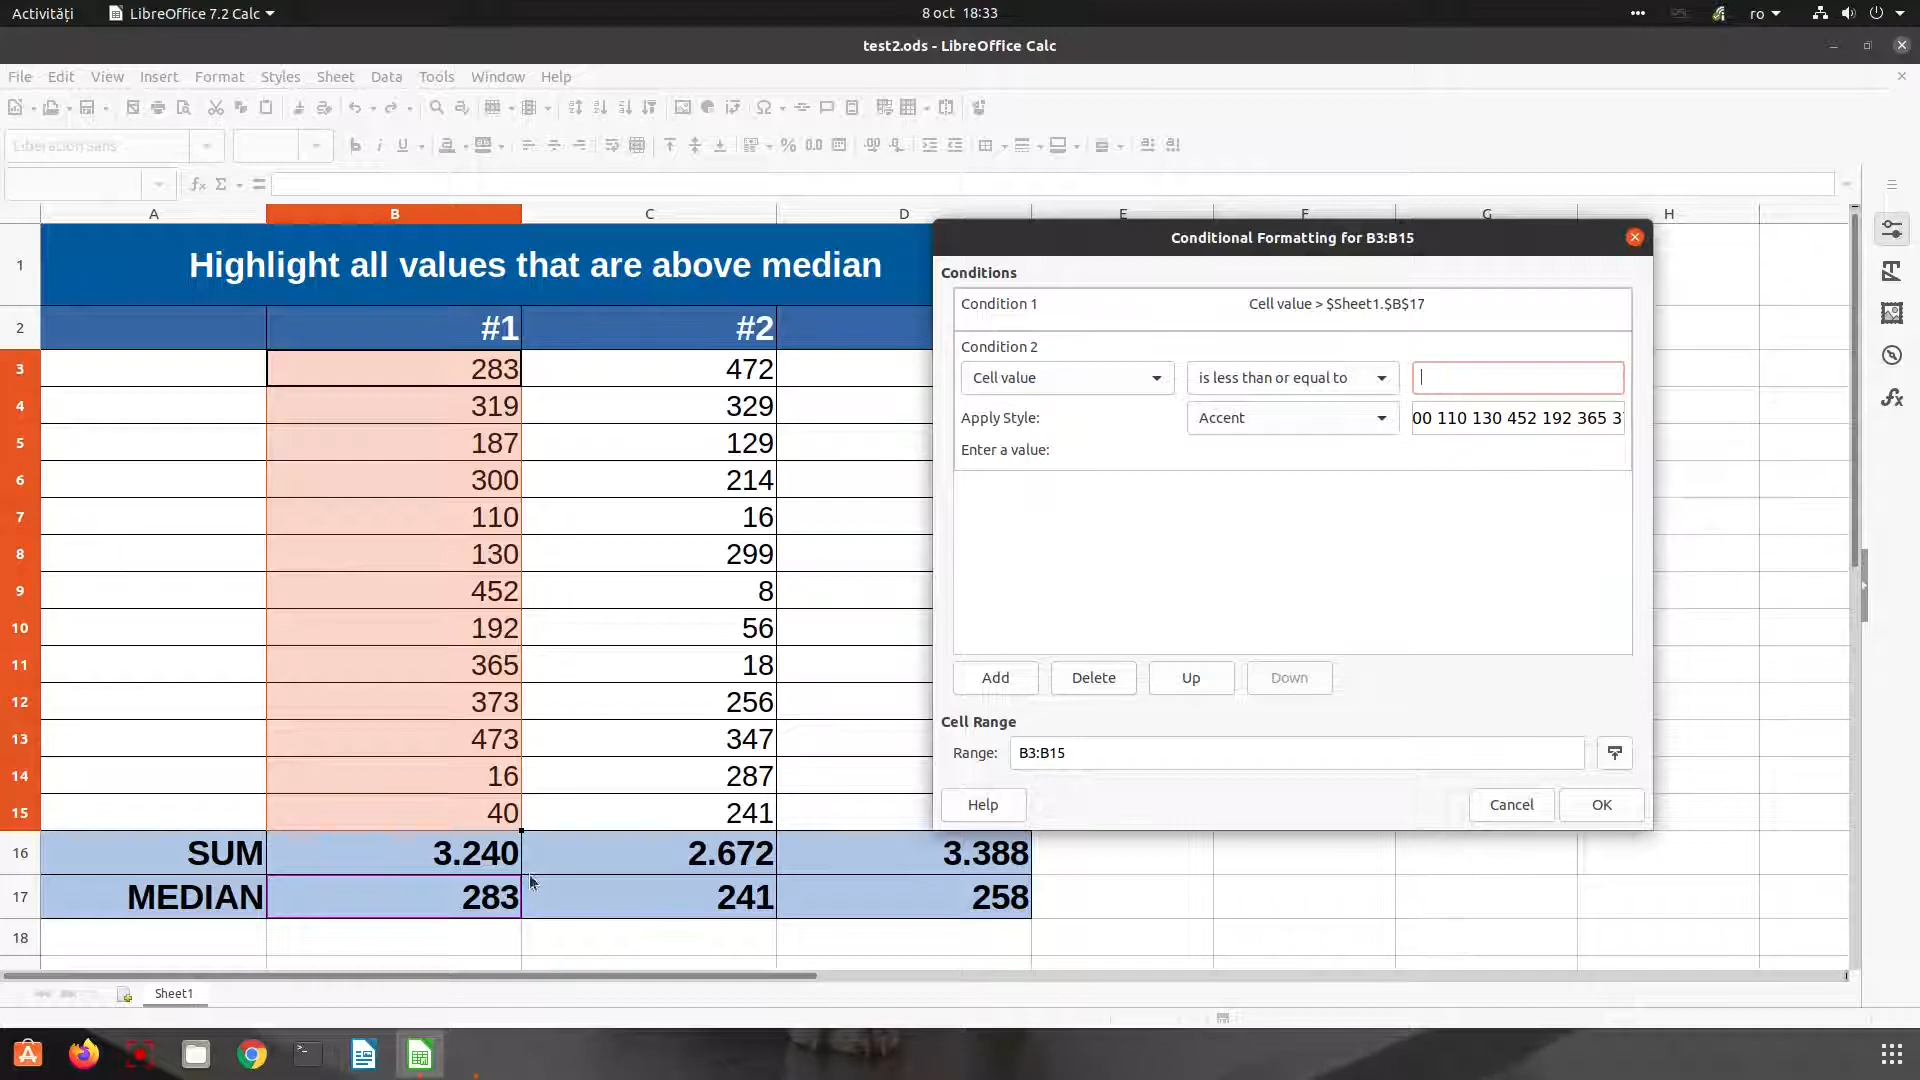 Activități
LibreOffice 7.2 Calc
8 oct 18:33
ro
test2.ods - LibreOffice Calc
File Edit View Insert Format Styles Sheet Data Tools Window Help
Liberation Sans
A B C D E F G H
1 Highlight all values that are above median
2 #1 #2
3 283 472
4 319 329
5 187 129
6 300 214
7 110 16
8 130 299
9 452 8
10 192 56
11 365 18
12 373 256
13 473 347
14 16 287
15 40 241
16 SUM 3.240 2.672 3.388
17 MEDIAN 283 241 258
18
Conditional Formatting for B3:B15
Conditions
Condition 1 Cell value > $Sheet1.$B$17
Condition 2
Cell value is less than or equal to
Apply Style: Accent 00 110 130 452 192 365 3
Enter a value:
Add Delete Up Down
Cell Range
Range: B3:B15
Help Cancel OK
Sheet1